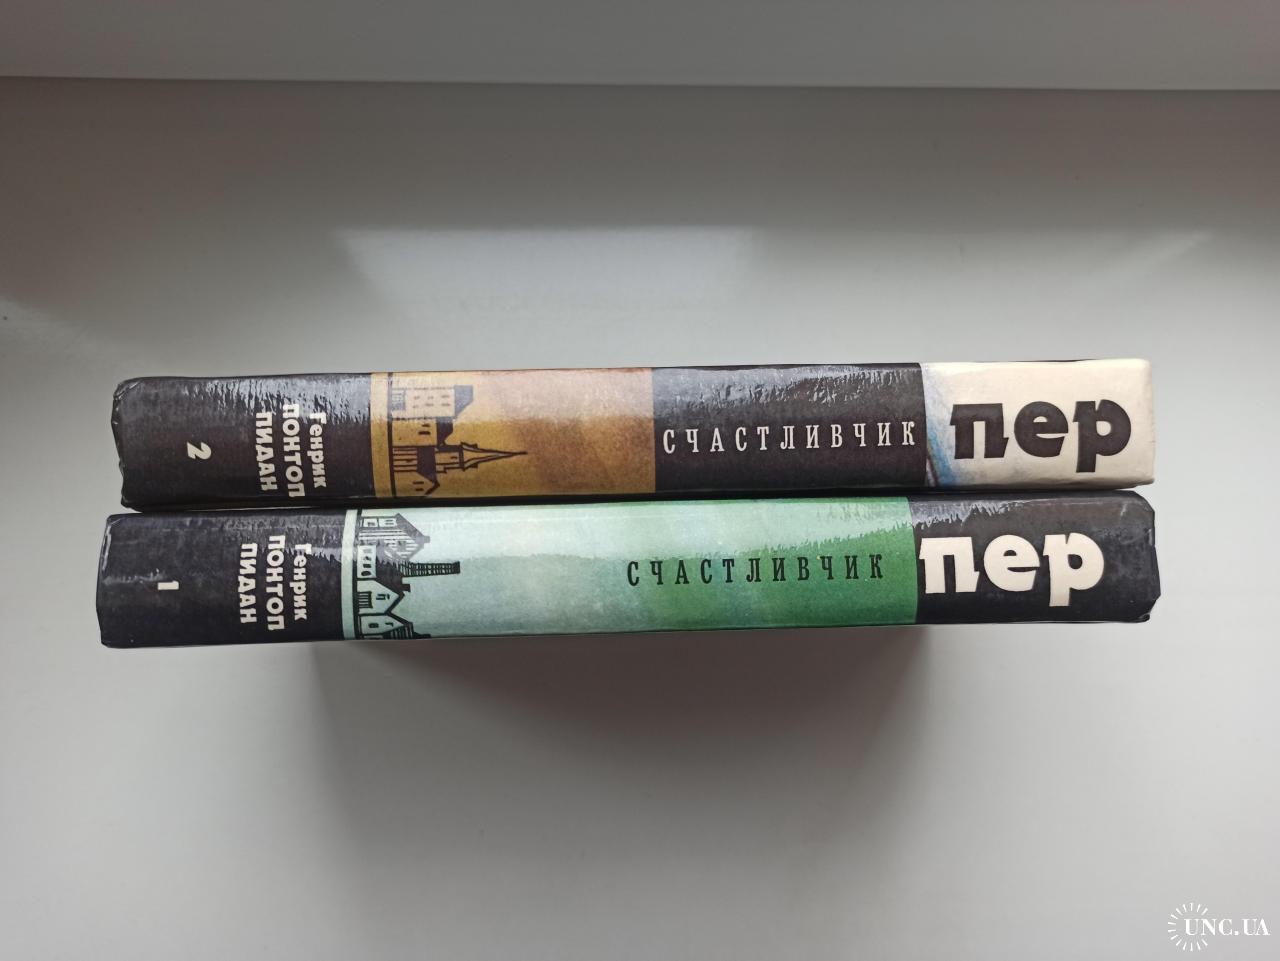 Генрик
ПОНТОП
ПИДАН
2
СЧАСТЛИВЧИК
пер
Генрик
ПОНТОП
ПИДАН
1
СЧАСТЛИВЧИК
пер
UNC.UA